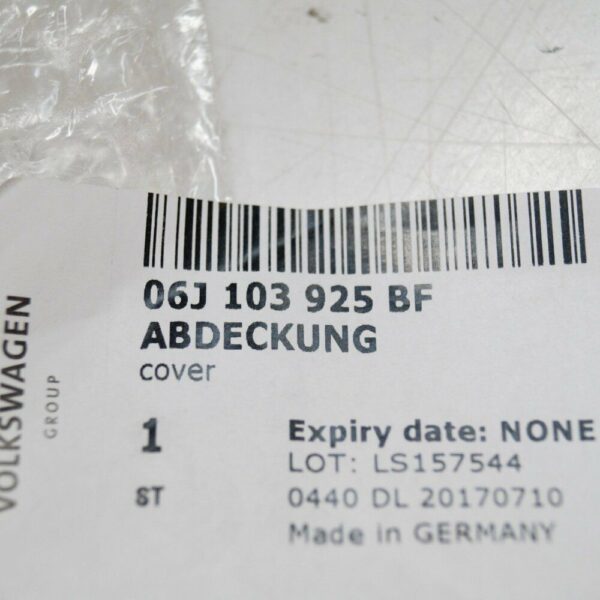 VOLKSWAGEN
GROUP
06J 103 925 BF
ABDECKUNG
cover
1
ST
Expiry date: NONE
LOT: LS157544
0440 DL 20170710
Made in GERMANY